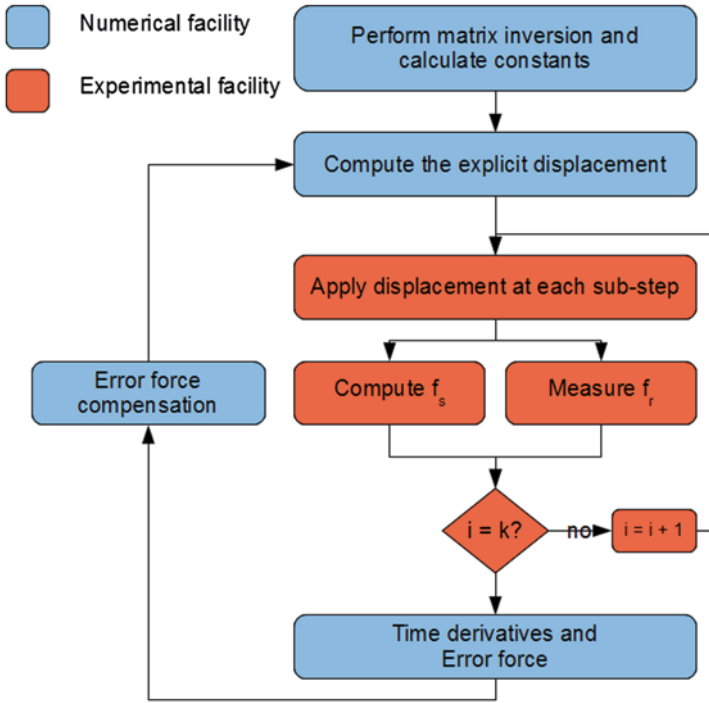 Numerical facility
Experimental facility
Perform matrix inversion and
calculate constants
Compute the explicit displacement
Apply displacement at each sub-step
Error force
compensation
Compute fs
Measure fr
i = k?
no
i = i + 1
Time derivatives and
Error force